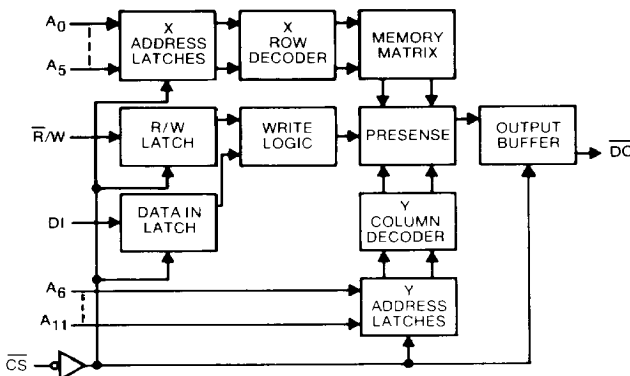 A0
X
ADDRESS
LATCHES
X
ROW
DECODER
MEMORY
MATRIX
A5
R/W
R/W
LATCH
WRITE
LOGIC
PRESENSE
OUTPUT
BUFFER
DO
DI
DATA IN
LATCH
Y
COLUMN
DECODER
A6
A11
Y
ADDRESS
LATCHES
CS